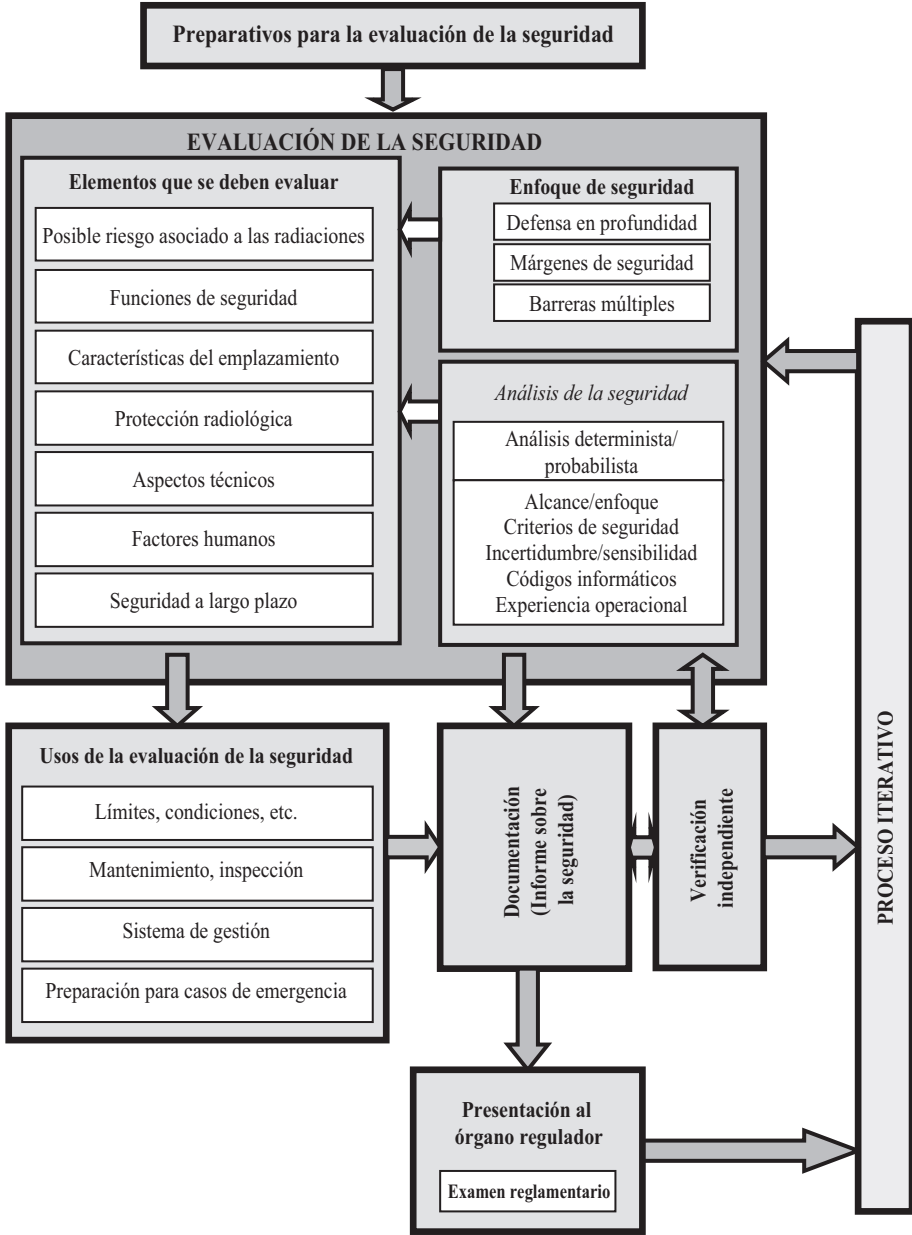 Preparativos para la evaluación de la seguridad
EVALUACIÓN DE LA SEGURIDAD
Elementos que se deben evaluar
Posible riesgo asociado a las radiaciones
Funciones de seguridad
Características del emplazamiento
Protección radiológica
Aspectos técnicos
Factores humanos
Seguridad a largo plazo
Enfoque de seguridad
Defensa en profundidad
Márgenes de seguridad
Barreras múltiples
Análisis de la seguridad
Análisis determinista/
probabilista
Alcance/enfoque
Criterios de seguridad
Incertidumbre/sensibilidad
Códigos informáticos
Experiencia operacional
Usos de la evaluación de la seguridad
Límites, condiciones, etc.
Mantenimiento, inspección
Sistema de gestión
Preparación para casos de emergencia
Documentación
(Informe sobre
la seguridad)
Verificación
independiente
PROCESO ITERATIVO
Presentación al
órgano regulador
Examen reglamentario